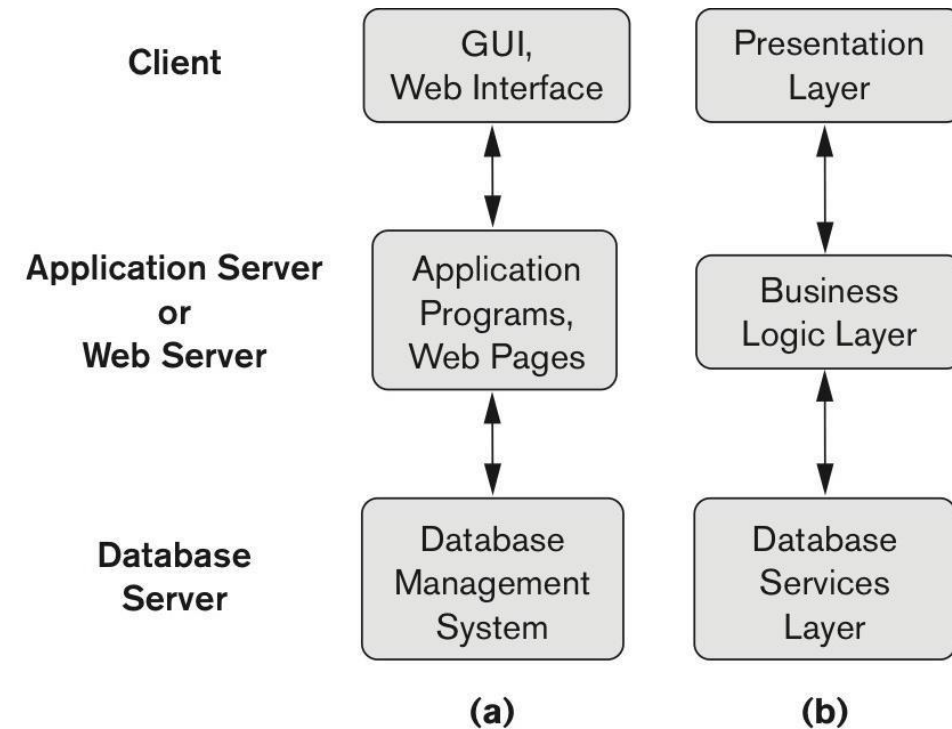 Client
GUI,
Web Interface
Presentation
Layer
Application Server
or
Web Server
Application
Programs,
Web Pages
Business
Logic Layer
Database
Server
Database
Management
System
Database
Services
Layer
(a)
(b)